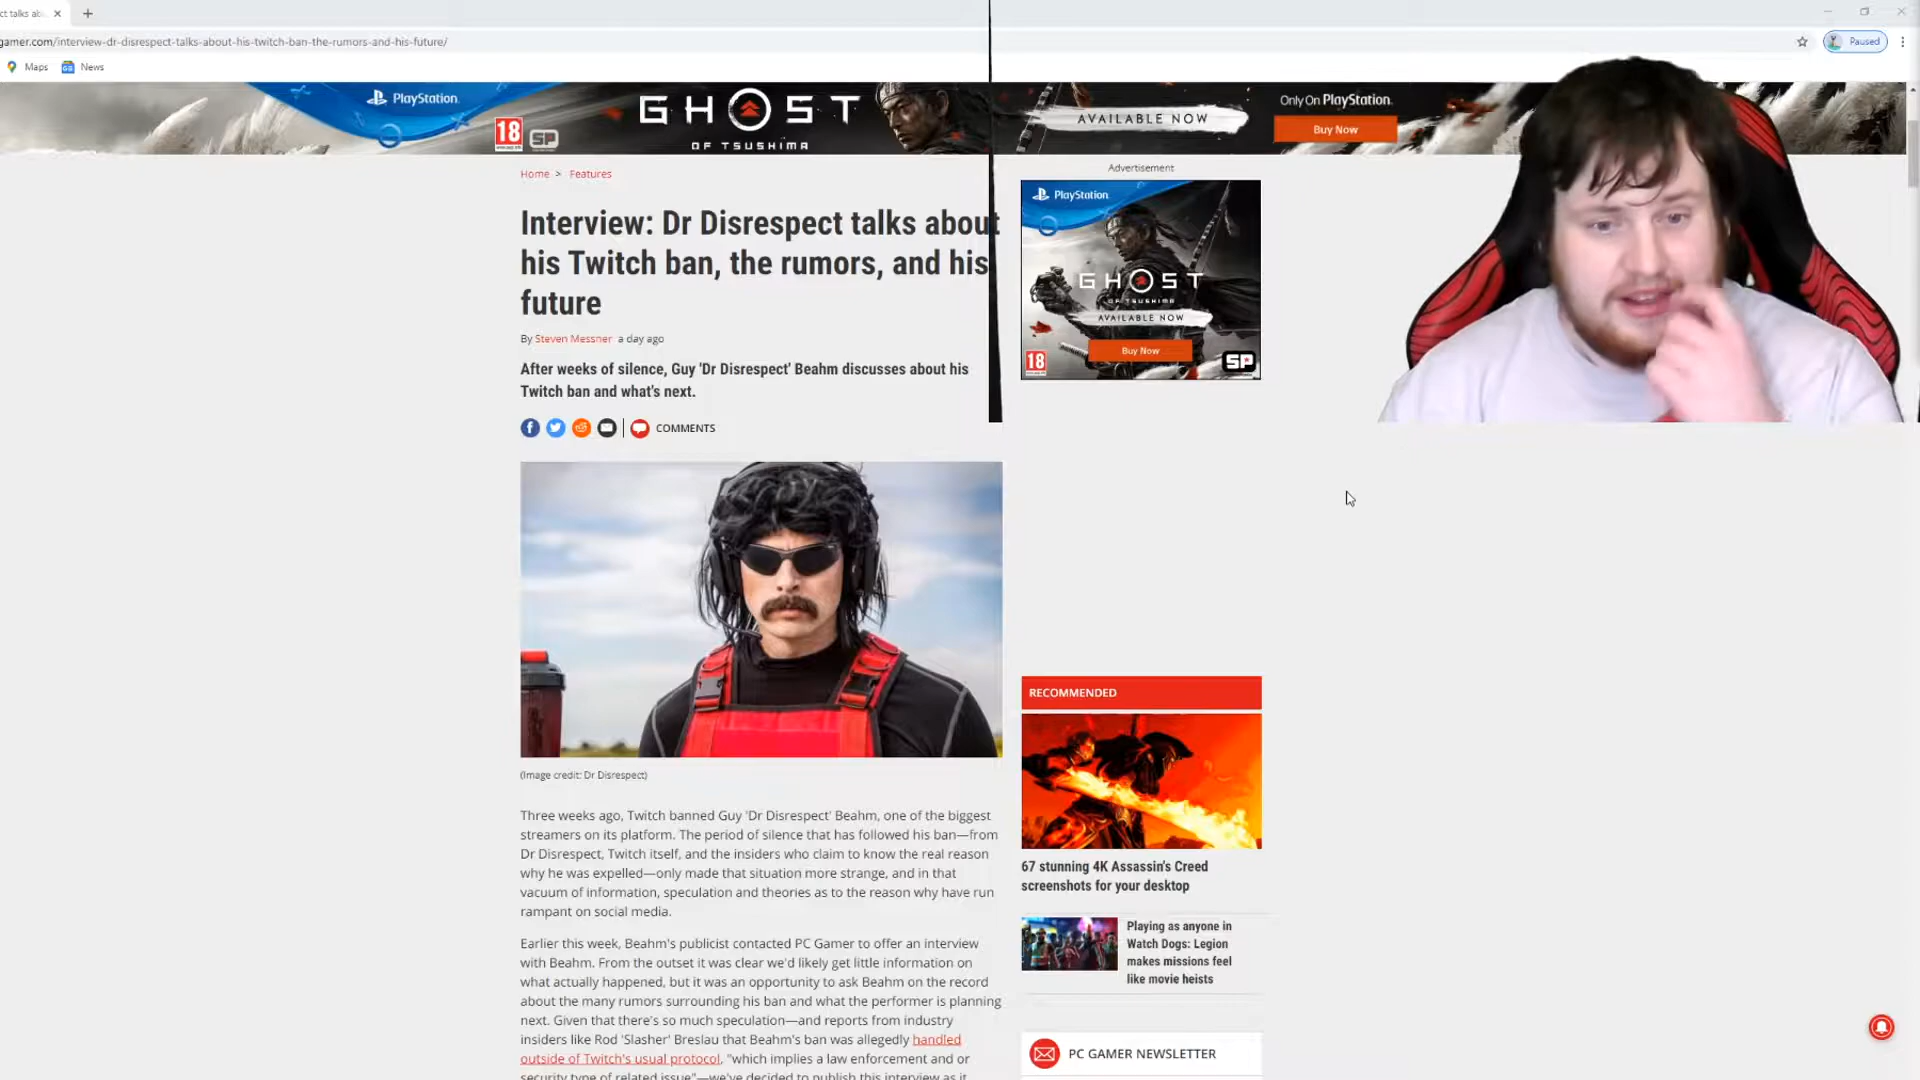 ct talks ab
gamer.com/interview-dr-disrespect-talks-about-his-twitch-ban-the-rumors-and-his-future/
Paused
Maps
News
PlayStation
18
SP
GHOST
OF TSUSHIMA
AVAILABLE NOW
Only On PlayStation
Buy Now
Home > Features
Interview: Dr Disrespect talks about
his Twitch ban, the rumors, and his
future
By Steven Messner a day ago
After weeks of silence, Guy 'Dr Disrespect' Beahm discusses about his
Twitch ban and what's next.
COMMENTS
(Image credit: Dr Disrespect)
Three weeks ago, Twitch banned Guy 'Dr Disrespect' Beahm, one of the biggest
streamers on its platform. The period of silence that has followed his ban—from
Dr Disrespect, Twitch itself, and the insiders who claim to know the real reason
why he was expelled—only made that situation more strange, and in that
vacuum of information, speculation and theories as to the reason why have run
rampant on social media.
Earlier this week, Beahm's publicist contacted PC Gamer to offer an interview
with Beahm. From the outset it was clear we'd likely get little information on
what actually happened, but it was an opportunity to ask Beahm on the record
about the many rumors surrounding his ban and what the performer is planning
next. Given that there's so much speculation—and reports from industry
insiders like Rod 'Slasher' Breslau that Beahm's ban was allegedly handled
outside of Twitch's usual protocol, "which implies a law enforcement and or
security type of related issue"—we've decided to publish this interview as it
Advertisement
PlayStation
GHOST
OF TSUSHIMA
AVAILABLE NOW
Buy Now
18
SP
RECOMMENDED
67 stunning 4K Assassin's Creed
screenshots for your desktop
Playing as anyone in
Watch Dogs: Legion
makes missions feel
like movie heists
PC GAMER NEWSLETTER